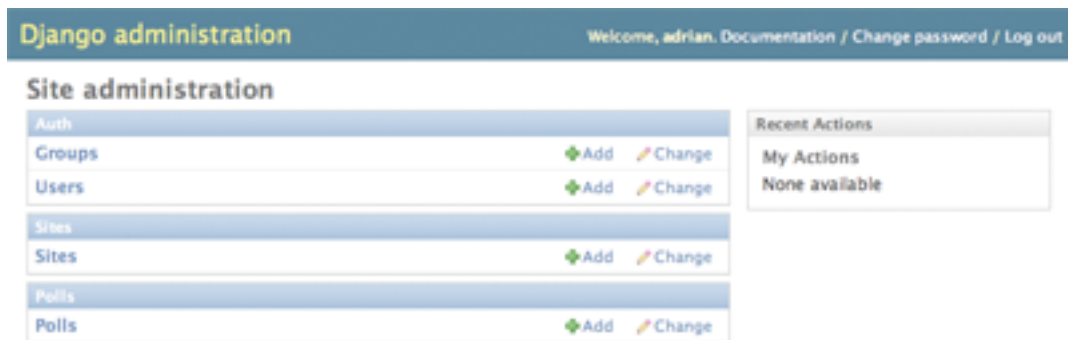 Django administration
Welcome, adrian. Documentation / Change password / Log out
Site administration
Auth
Groups Add Change
Users Add Change
Sites
Sites Add Change
Polls
Polls Add Change
Recent Actions
My Actions
None available